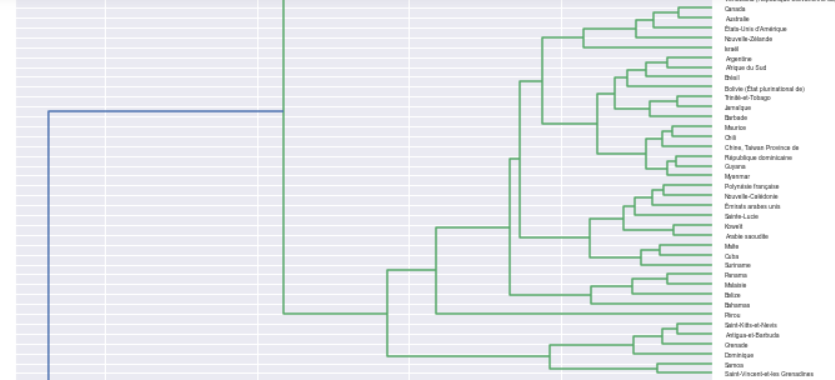 Canada
Australie
États-Unis d'Amérique
Nouvelle-Zélande
Israël
Argentine
Afrique du Sud
Brésil
Bolivie (État plurinational de)
Trinité-et-Tobago
Jamaïque
Barbade
Maurice
Chili
Chine, Taiwan Province de
République dominicaine
Guyana
Myanmar
Polynésie française
Nouvelle-Calédonie
Émirats arabes unis
Sainte-Lucie
Koweït
Arabie saoudite
Malte
Cuba
Suriname
Panama
Malaisie
Belize
Bahamas
Pérou
Saint-Kitts-et-Nevis
Antigua-et-Barbuda
Grenade
Dominique
Samoa
Saint-Vincent-et-les Grenadines